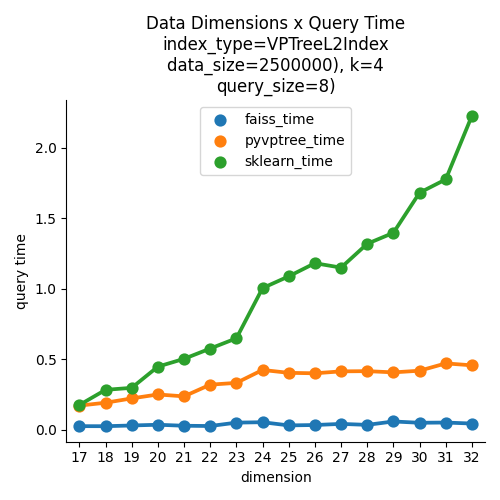 Data Dimensions x Query Time
index_type=VPTreeL2Index
data_size=2500000), k=4
query_size=8)
faiss_time
pyvptree_time
sklearn_time
query time
2.0
1.5
1.0
0.5
0.0
17 18 19 20 21 22 23 24 25 26 27 28 29 30 31 32
dimension